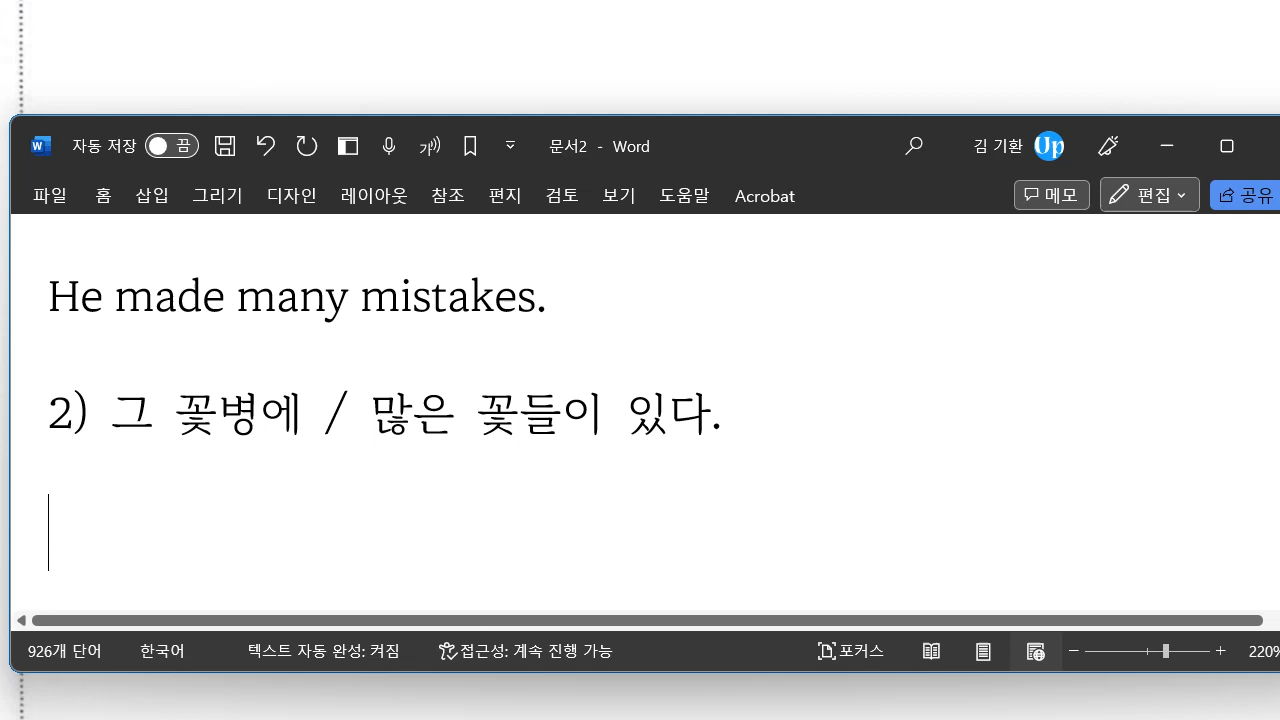 자동 저장 끔 문서2 - Word 김 기환 Up
파일 홈 삽입 그리기 디자인 레이아웃 참조 편지 검토 보기 도움말 Acrobat 메모 편집 공유
He made many mistakes.
2) 그 꽃병에 / 많은 꽃들이 있다.
926개 단어 한국어 텍스트 자동 완성: 켜짐 접근성: 계속 진행 가능 포커스 220%